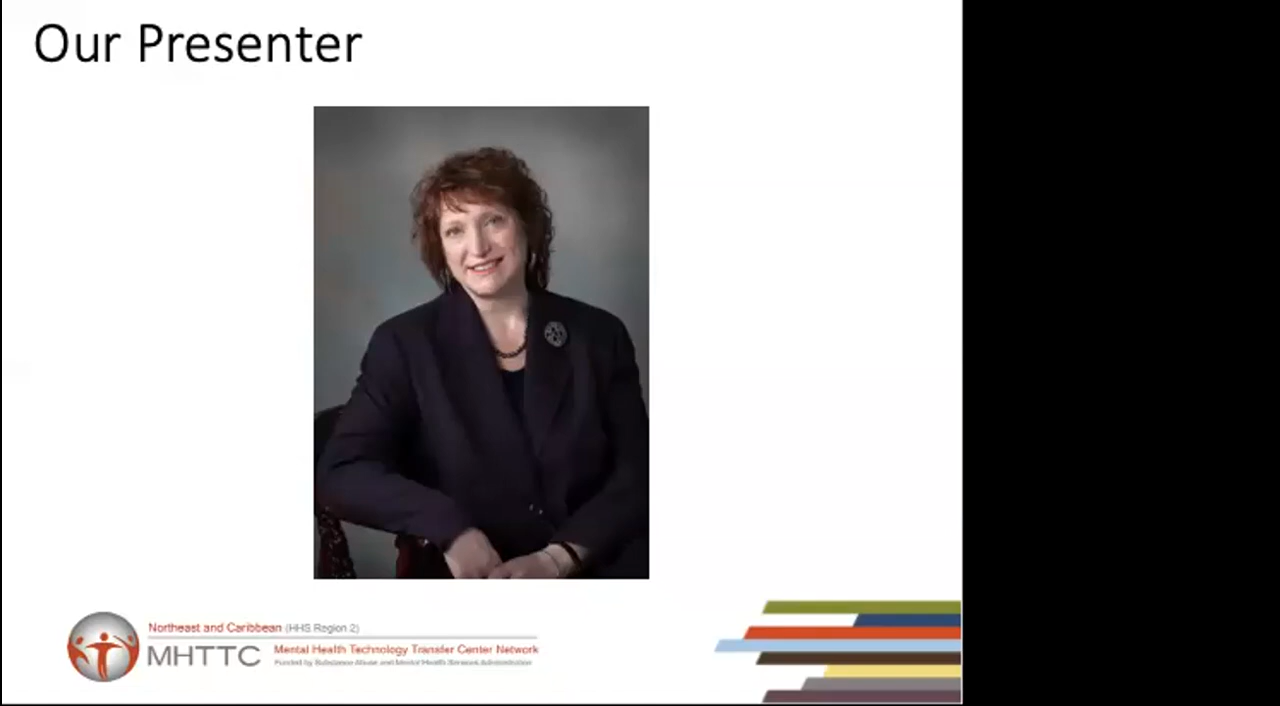 Our Presenter
Northeast and Caribbean (HHS Region 2)
MHTTC
Mental Health Technology Transfer Center Network
Funded by Substance Abuse and Mental Health Services Administration